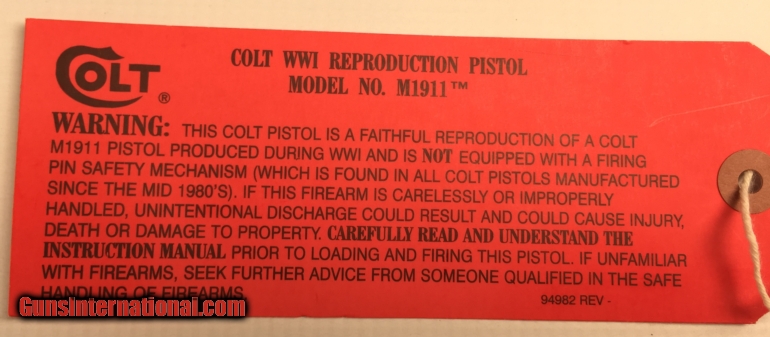 COLT ®
COLT WWI REPRODUCTION PISTOL
MODEL NO. M1911™
WARNING: THIS COLT PISTOL IS A FAITHFUL REPRODUCTION OF A COLT
M1911 PISTOL PRODUCED DURING WWI AND IS NOT EQUIPPED WITH A FIRING
PIN SAFETY MECHANISM (WHICH IS FOUND IN ALL COLT PISTOLS MANUFACTURED
SINCE THE MID 1980'S). IF THIS FIREARM IS CARELESSLY OR IMPROPERLY
HANDLED, UNINTENTIONAL DISCHARGE COULD RESULT AND COULD CAUSE INJURY,
DEATH OR DAMAGE TO PROPERTY. CAREFULLY READ AND UNDERSTAND THE
INSTRUCTION MANUAL PRIOR TO LOADING AND FIRING THIS PISTOL. IF UNFAMILIAR
WITH FIREARMS, SEEK FURTHER ADVICE FROM SOMEONE QUALIFIED IN THE SAFE
HANDLING OF FIREARMS
94982 REV -
GunsInternational.com